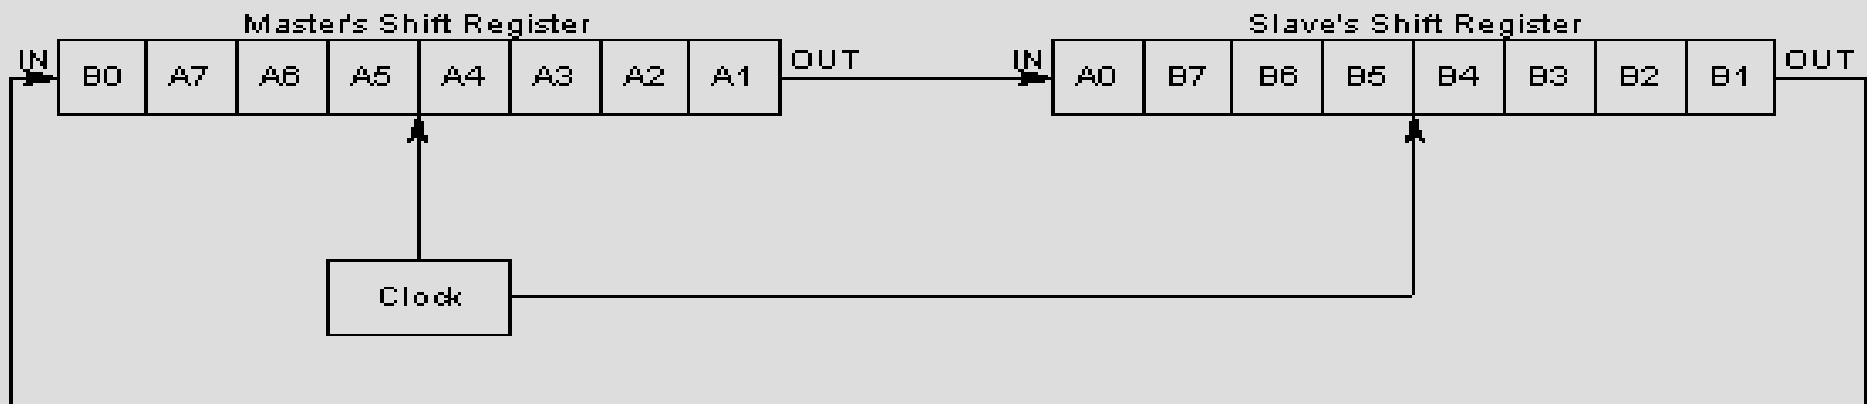 Master's Shift Register
Slave's Shift Register
IN B0 A7 A6 A5 A4 A3 A2 A1 OUT
IN A0 B7 B6 B5 B4 B3 B2 B1 OUT
Clock